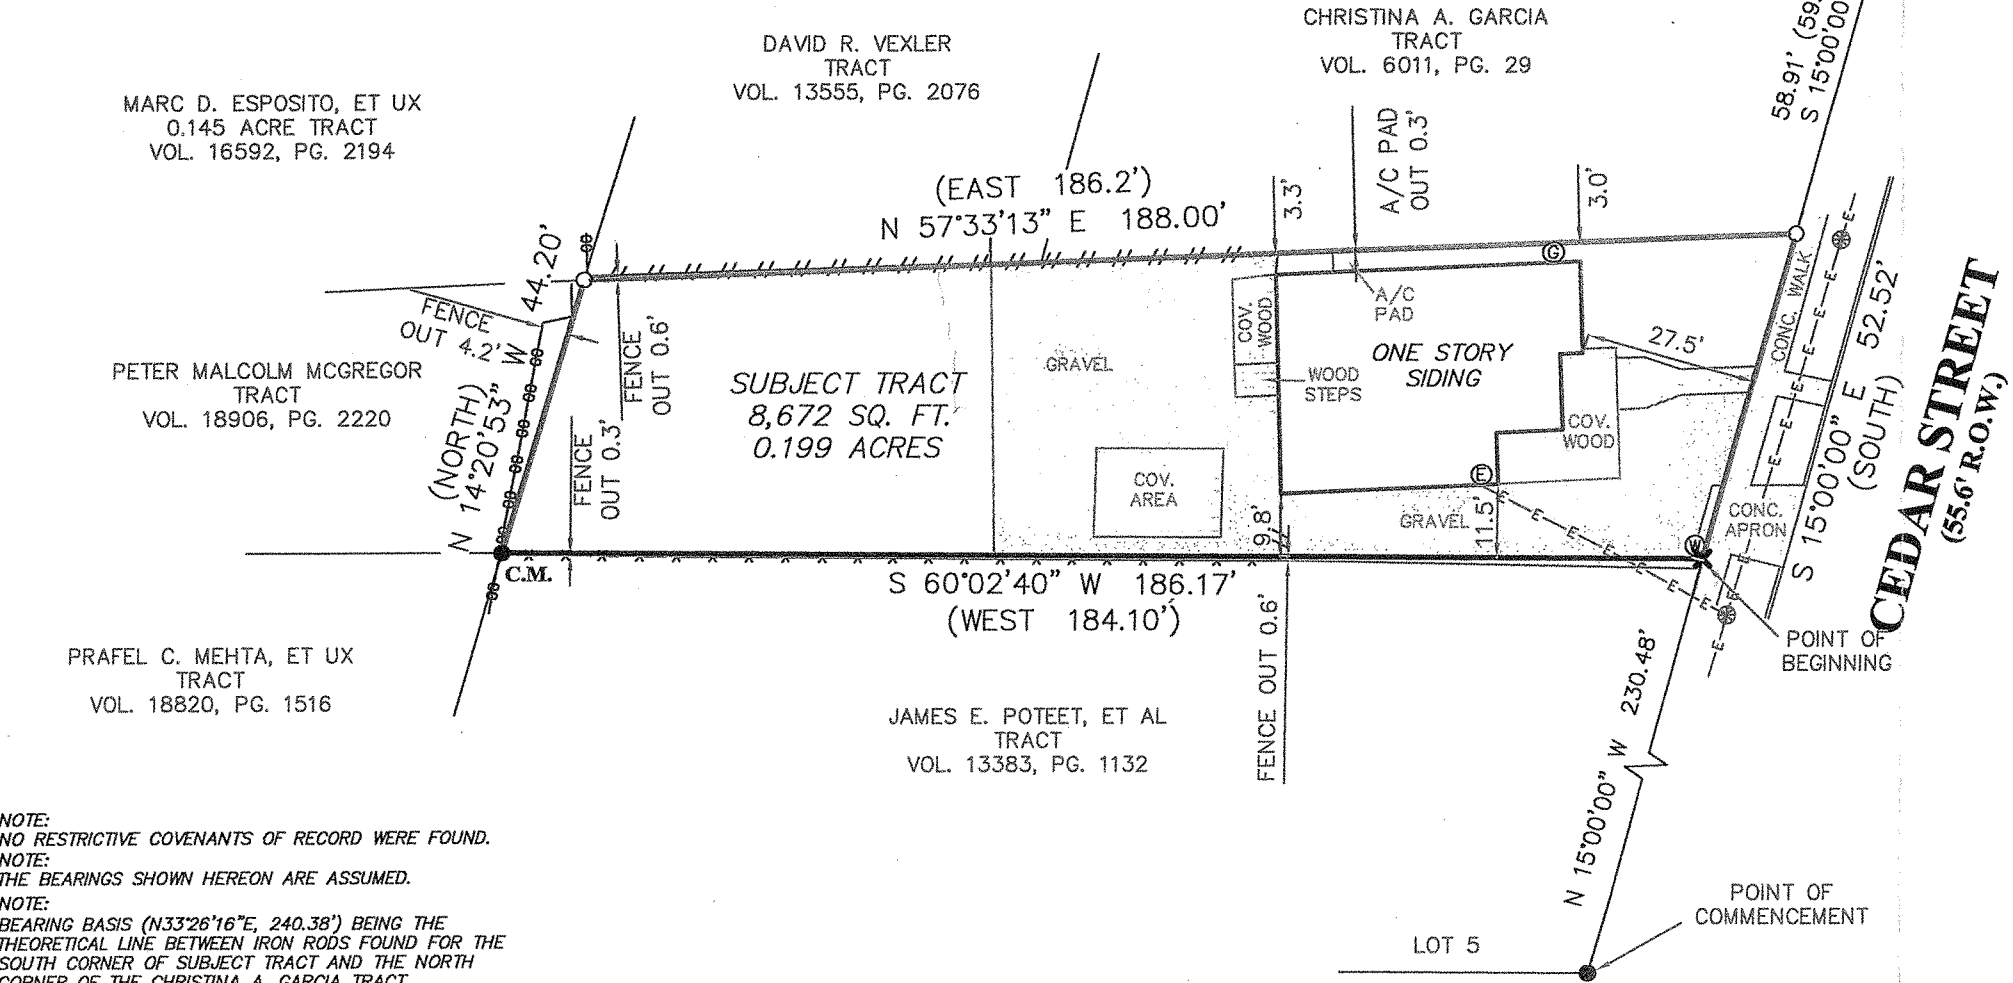 CHRISTINA A. GARCIA
TRACT
VOL. 6011, PG. 29
DAVID R. VEXLER
TRACT
VOL. 13555, PG. 2076
MARC D. ESPOSITO, ET UX
0.145 ACRE TRACT
VOL. 16592, PG. 2194
58.91' (59.
S 15°00'00"
(EAST 186.2')
N 57°33'13" E 188.00'
3.3'
A/C PAD
OUT 0.3'
3.0'
44.20'
FENCE
OUT 4.2'
N 14°20'53" W
(NORTH)
PETER MALCOLM MCGREGOR
TRACT
VOL. 18906, PG. 2220
FENCE
OUT 0.6'
FENCE
OUT 0.3'
SUBJECT TRACT
8,672 SQ. FT.
0.199 ACRES
GRAVEL
COV.
WOOD
A/C
PAD
WOOD
STEPS
ONE STORY
SIDING
G
27.5'
COV.
WOOD
CONC. WALK
COV.
AREA
E
GRAVEL
9.8'
11.5'
CONC.
APRON
W
E
E
E
E
E
E
E
E
E
E
E
E
E
E
S 15°00'00" E 52.52'
(SOUTH)
CEDAR STREET
(55.6' R.O.W.)
C.M.
S 60°02'40" W 186.17'
(WEST 184.10')
FENCE OUT 0.6'
POINT OF
BEGINNING
PRAFEL C. MEHTA, ET UX
TRACT
VOL. 18820, PG. 1516
JAMES E. POTEET, ET AL
TRACT
VOL. 13383, PG. 1132
N 15°00'00" W 230.48'
POINT OF
COMMENCEMENT
LOT 5
NOTE:
NO RESTRICTIVE COVENANTS OF RECORD WERE FOUND.
NOTE:
THE BEARINGS SHOWN HEREON ARE ASSUMED.
NOTE:
BEARING BASIS (N33°26'16"E, 240.38') BEING THE
THEORETICAL LINE BETWEEN IRON RODS FOUND FOR THE
SOUTH CORNER OF SUBJECT TRACT AND THE NORTH
CORNER OF THE CHRISTINA A. GARCIA TRACT